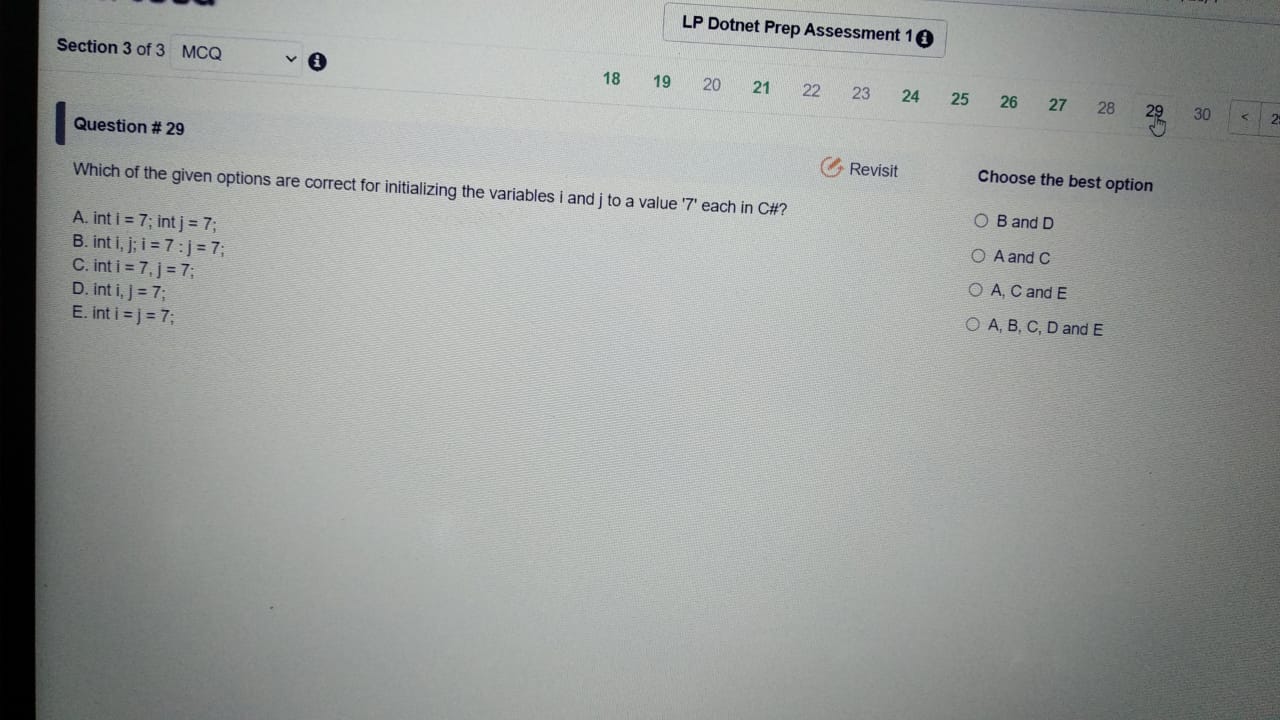 LP Dotnet Prep Assessment 1
Section 3 of 3 MCQ
18 19 20 21 22 23 24 25 26 27 28 29 30 <
Question # 29
Revisit
Which of the given options are correct for initializing the variables i and j to a value '7' each in C#?
A. int i = 7; int j = 7;
B. int i, j; i = 7 : j = 7;
C. int i = 7, j = 7;
D. int i, j = 7;
E. int i = j = 7;
Choose the best option
B and D
A and C
A, C and E
A, B, C, D and E